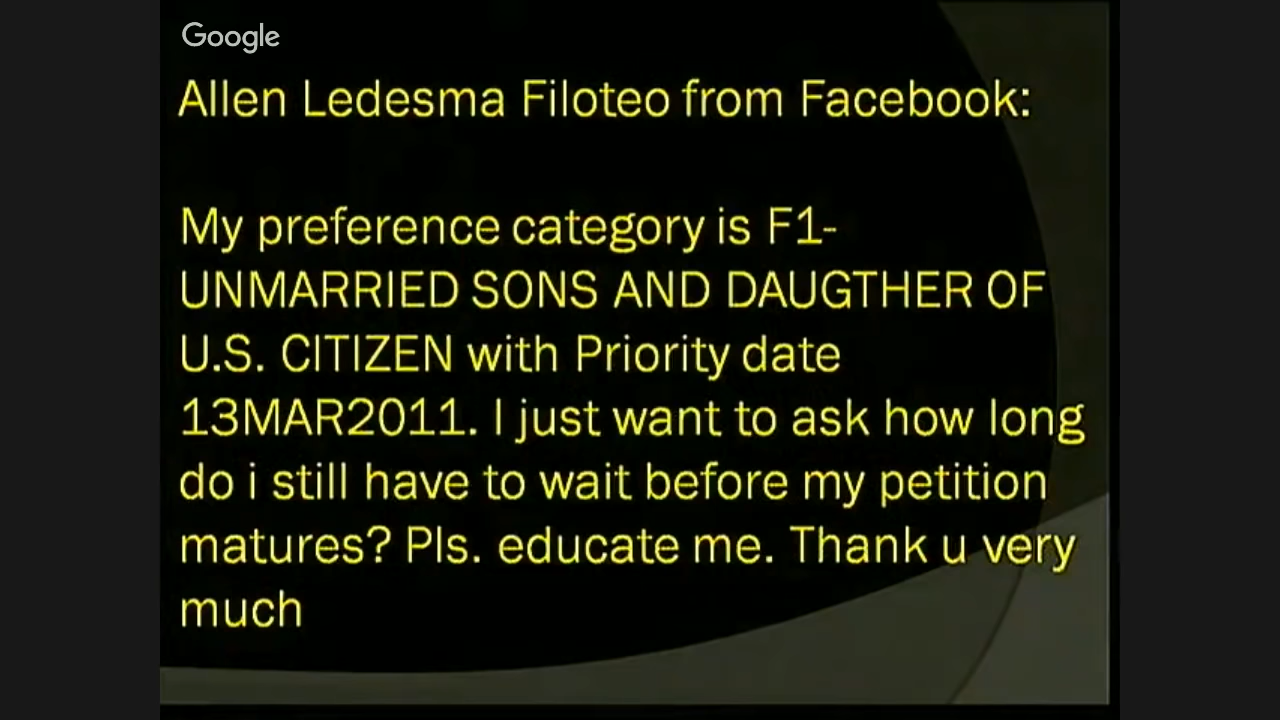 Google
Allen Ledesma Filoteo from Facebook:
My preference category is F1-
UNMARRIED SONS AND DAUGTHER OF
U.S. CITIZEN with Priority date
13MAR2011. I just want to ask how long
do i still have to wait before my petition
matures? Pls. educate me. Thank u very
much